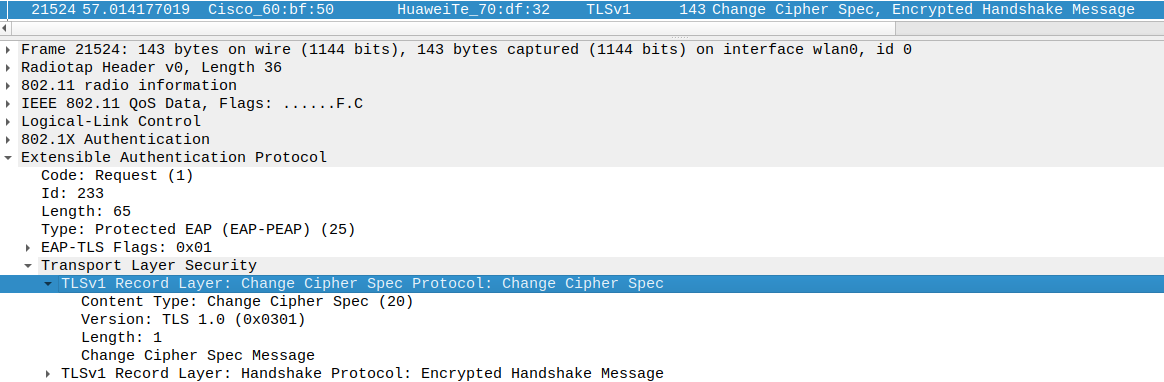 21524 57.014177019 Cisco_60:bf:50 HuaweiTe_70:df:32 TLSv1 143 Change Cipher Spec, Encrypted Handshake Message
Frame 21524: 143 bytes on wire (1144 bits), 143 bytes captured (1144 bits) on interface wlan0, id 0
Radiotap Header v0, Length 36
802.11 radio information
IEEE 802.11 QoS Data, Flags: ......F.C
Logical-Link Control
802.1X Authentication
Extensible Authentication Protocol
Code: Request (1)
Id: 233
Length: 65
Type: Protected EAP (EAP-PEAP) (25)
EAP-TLS Flags: 0x01
Transport Layer Security
TLSv1 Record Layer: Change Cipher Spec Protocol: Change Cipher Spec
Content Type: Change Cipher Spec (20)
Version: TLS 1.0 (0x0301)
Length: 1
Change Cipher Spec Message
TLSv1 Record Layer: Handshake Protocol: Encrypted Handshake Message